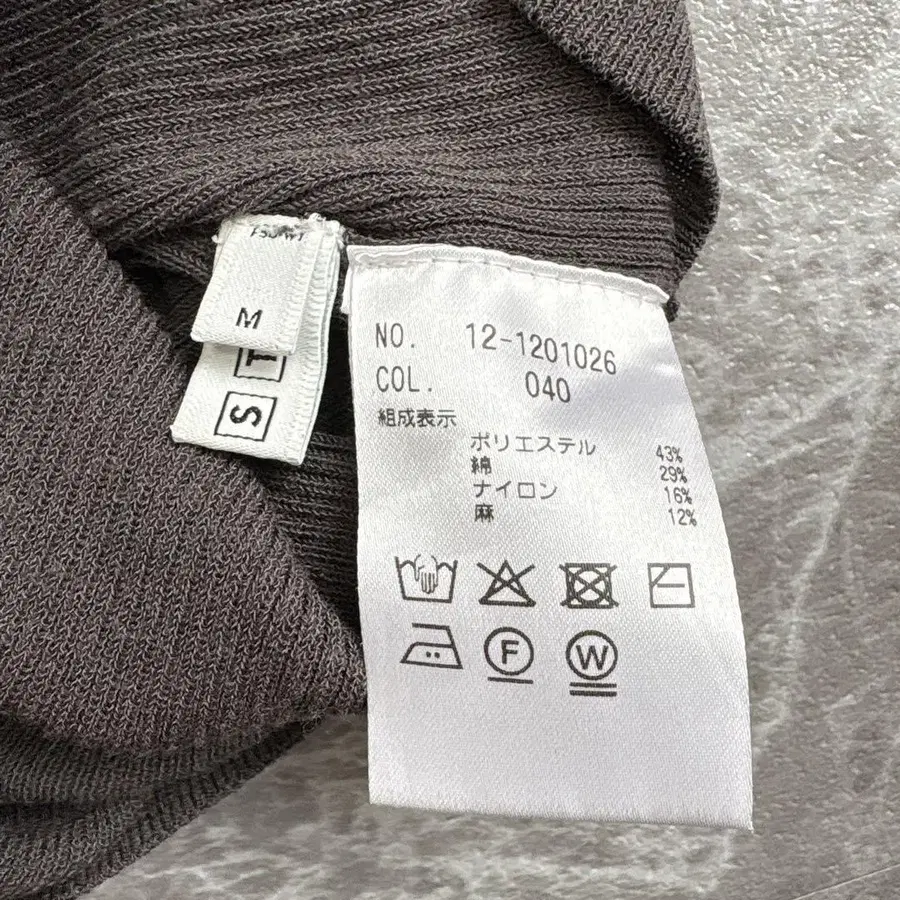 M
T
S
NO. 12-1201026
COL. 040
組成表示
ポリエステル 43%
綿 29%
ナイロン 16%
麻 12%
F
W